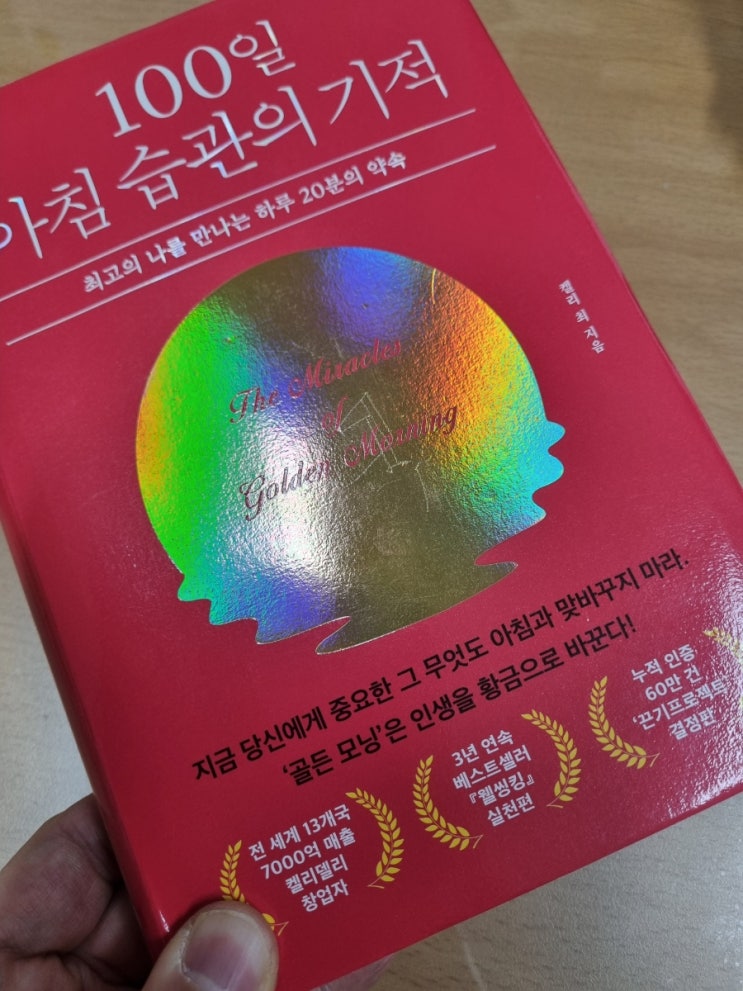 100일
아침 습관의 기적
최고의 나를 만나는 하루 20분의 약속
켈리 최 지음
The Miracles
of
Golden Morning
지금 당신에게 중요한 그 무엇도 아침과 맞바꾸지 마라.
'골든 모닝'은 인생을 황금으로 바꾼다!
전 세계 13개국
7000억 매출
켈리델리
창업자
3년 연속
베스트셀러
『웰씽킹』
실천편
누적 인증
60만 건
'끈기프로젝트'
결정판